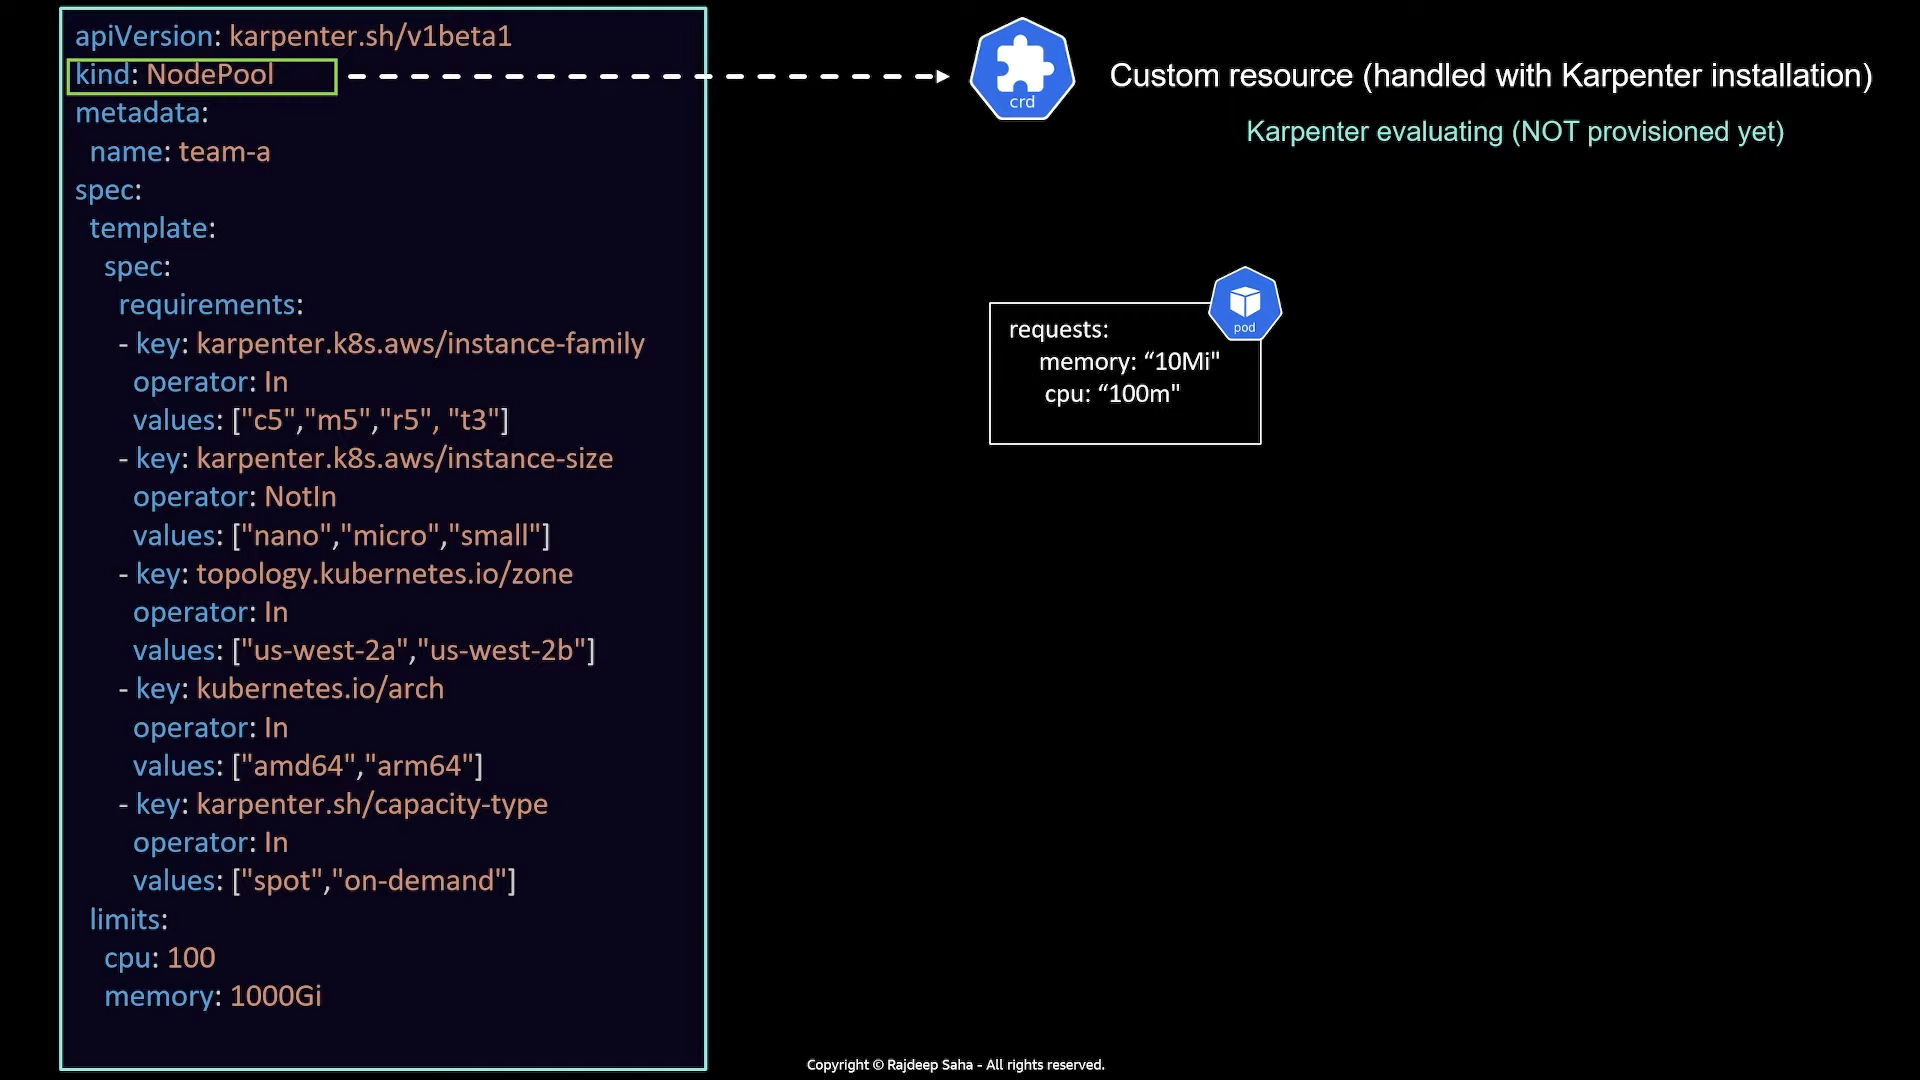 apiVersion: karpenter.sh/v1beta1
kind: NodePool
metadata:
  name: team-a
spec:
  template:
    spec:
      requirements:
      - key: karpenter.k8s.aws/instance-family
        operator: In
        values: ["c5","m5","r5", "t3"]
      - key: karpenter.k8s.aws/instance-size
        operator: NotIn
        values: ["nano","micro","small"]
      - key: topology.kubernetes.io/zone
        operator: In
        values: ["us-west-2a","us-west-2b"]
      - key: kubernetes.io/arch
        operator: In
        values: ["amd64","arm64"]
      - key: karpenter.sh/capacity-type
        operator: In
        values: ["spot","on-demand"]
  limits:
    cpu: 100
    memory: 1000Gi
crd
Custom resource (handled with Karpenter installation)
Karpenter evaluating (NOT provisioned yet)
pod
requests:
memory: “10Mi"
cpu: “100m"
Copyright © Rajdeep Saha - All rights reserved.